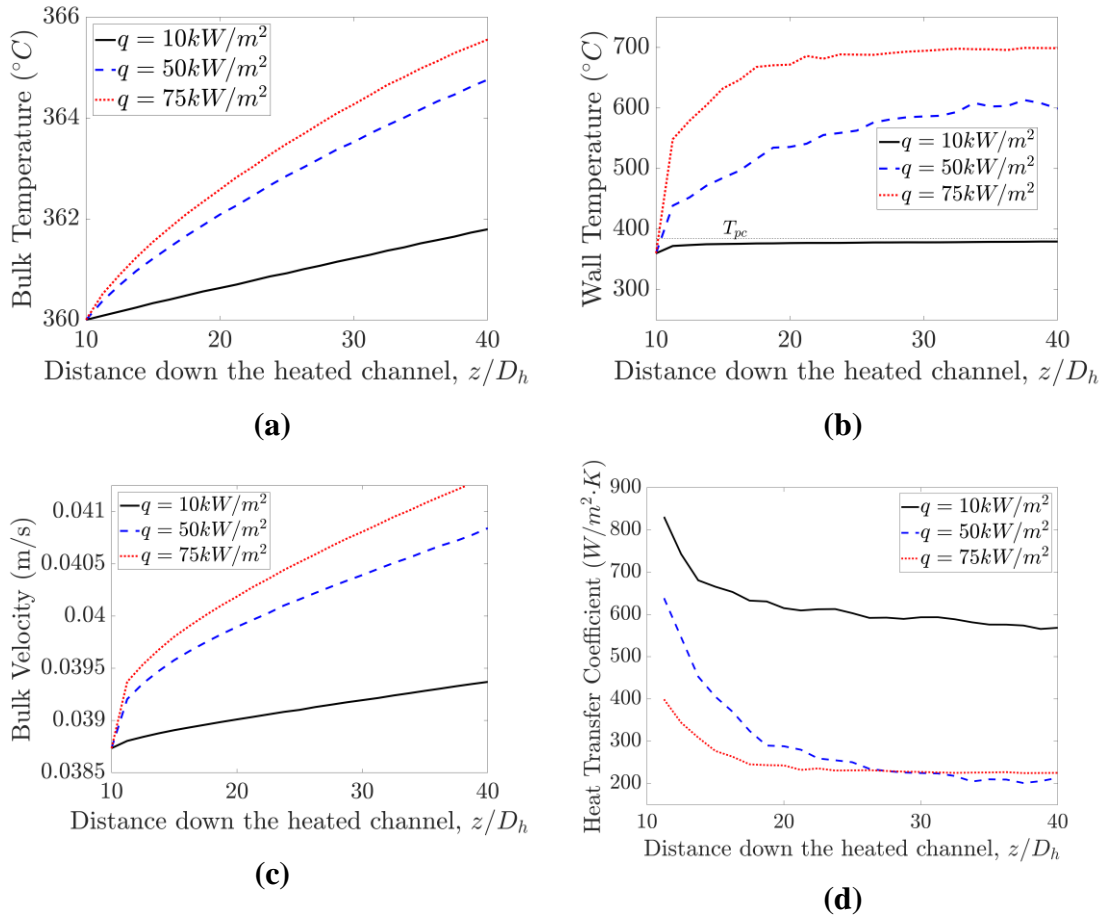 Bulk Temperature (°C)
366
364
362
360
q = 10kW/m²
q = 50kW/m²
q = 75kW/m²
10
20
30
40
Distance down the heated channel, z/D_h
(a)
Wall Temperature (°C)
700
600
500
400
300
q = 10kW/m²
q = 50kW/m²
q = 75kW/m²
T_pc
10
20
30
40
Distance down the heated channel, z/D_h
(b)
Bulk Velocity (m/s)
0.041
0.0405
0.04
0.0395
0.039
0.0385
q = 10kW/m²
q = 50kW/m²
q = 75kW/m²
10
20
30
40
Distance down the heated channel, z/D_h
(c)
Heat Transfer Coefficient (W/m²·K)
900
800
700
600
500
400
300
200
q = 10kW/m²
q = 50kW/m²
q = 75kW/m²
10
20
30
40
Distance down the heated channel, z/D_h
(d)